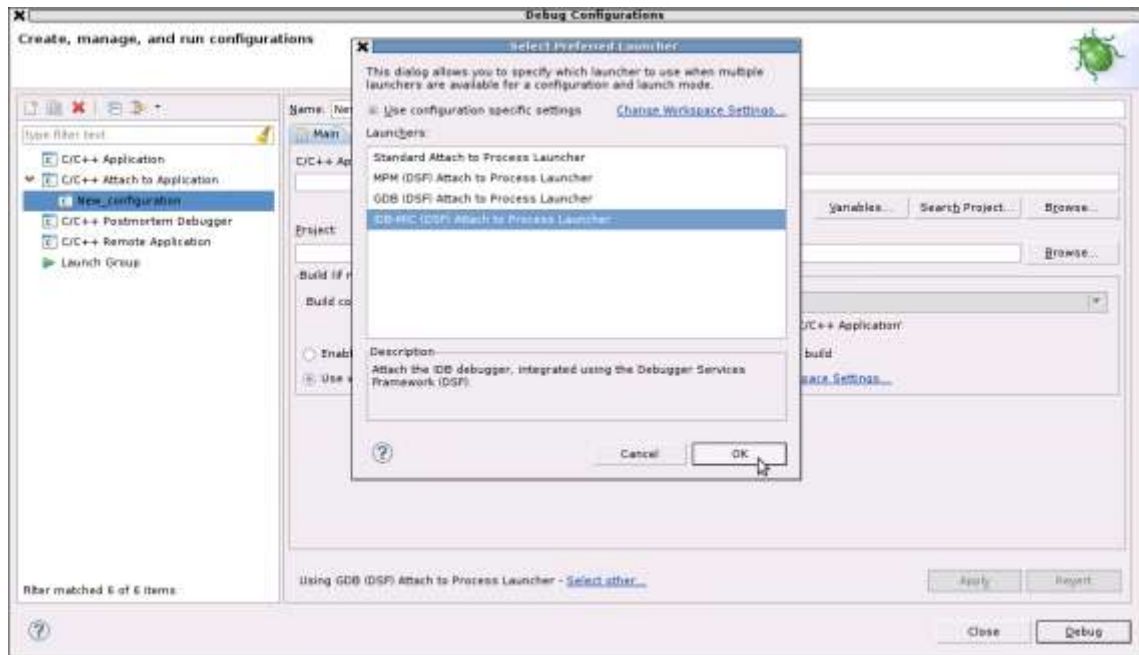 Debug Configurations
Create, manage, and run configurations
Select Preferred Launcher
This dialog allows you to specify which launcher to use when multiple
launchers are available for a configuration and launch mode.
Use configuration specific settings
Change Workspace Settings...
Launchers:
Standard Attach to Process Launcher
MPM (DSF) Attach to Process Launcher
GDB (DSF) Attach to Process Launcher
IDB-MIC (DSF) Attach to Process Launcher
Description
Attach the IDB debugger, integrated using the Debugger Services
Framework (DSF)
Cancel
OK
type filter text
C/C++ Application
C/C++ Attach to Application
New_configuration
C/C++ Postmortem Debugger
C/C++ Remote Application
Launch Group
Filter matched 6 of 6 items
Name: Ne
Main
C/C++ Ap
Variables...
Search Project...
Browse...
Project:
Browse...
Build (if r
Build co
C/C++ Application'
Enabl
build
Use
pace Settings...
Using GDB (DSF) Attach to Process Launcher - Select other...
Apply
Revert
Close
Debug